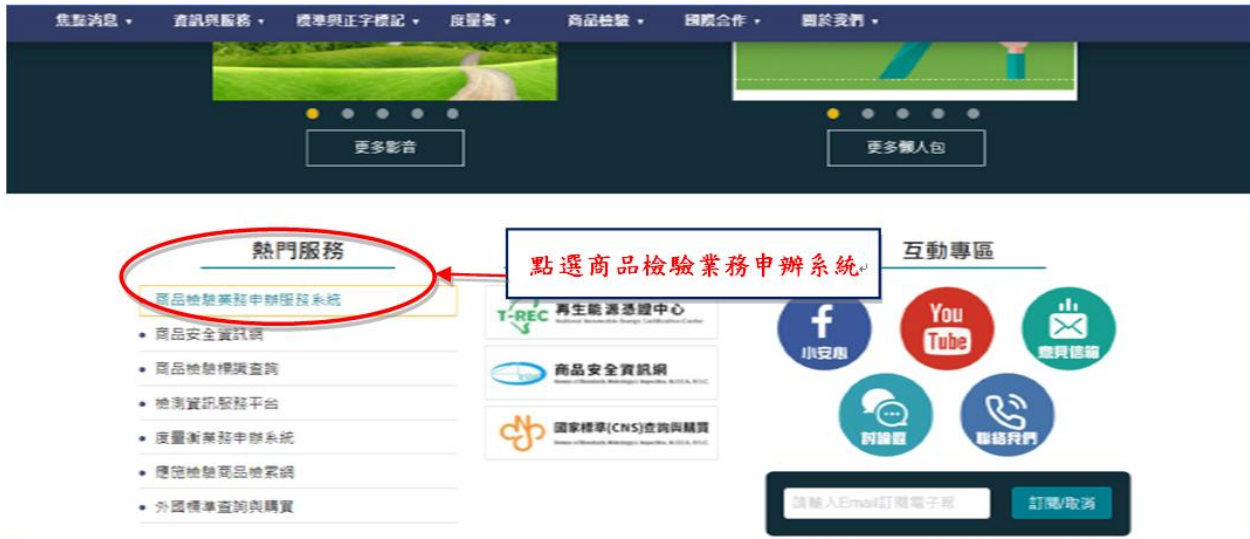 焦點消息
資訊與服務
標準與正字標記
度量衡
商品檢驗
國際合作
關於我們
更多影音
更多懶人包
熱門服務
點選商品檢驗業務申辦系統
互動專區
商品檢驗業務申辦服務系統
商品安全資訊網
商品檢驗標識查詢
檢測資訊服務平台
度量衡業務申辦系統
應施檢驗商品檢索網
外國標準查詢與購買
T-REC 再生能源憑證中心
National Renewable Energy Certification Center
商品安全資訊網
國家標準(CNS)查詢與購買
f
小安心
You
Tube
意見信箱
討論區
聯絡我們
請輸入Email訂閱電子報
訂閱/取消